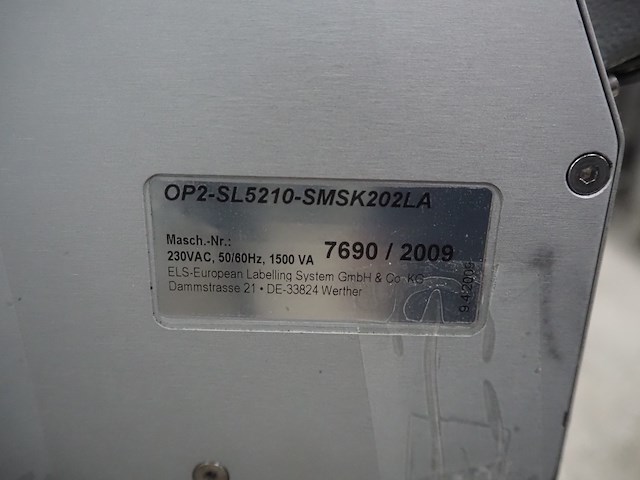 OP2-SL5210-SMSK202LA
Masch.-Nr.: 7690 / 2009
230VAC, 50/60Hz, 1500 VA
ELS-European Labelling System GmbH & Co. KG
Dammstrasse 21 • DE-33824 Werther